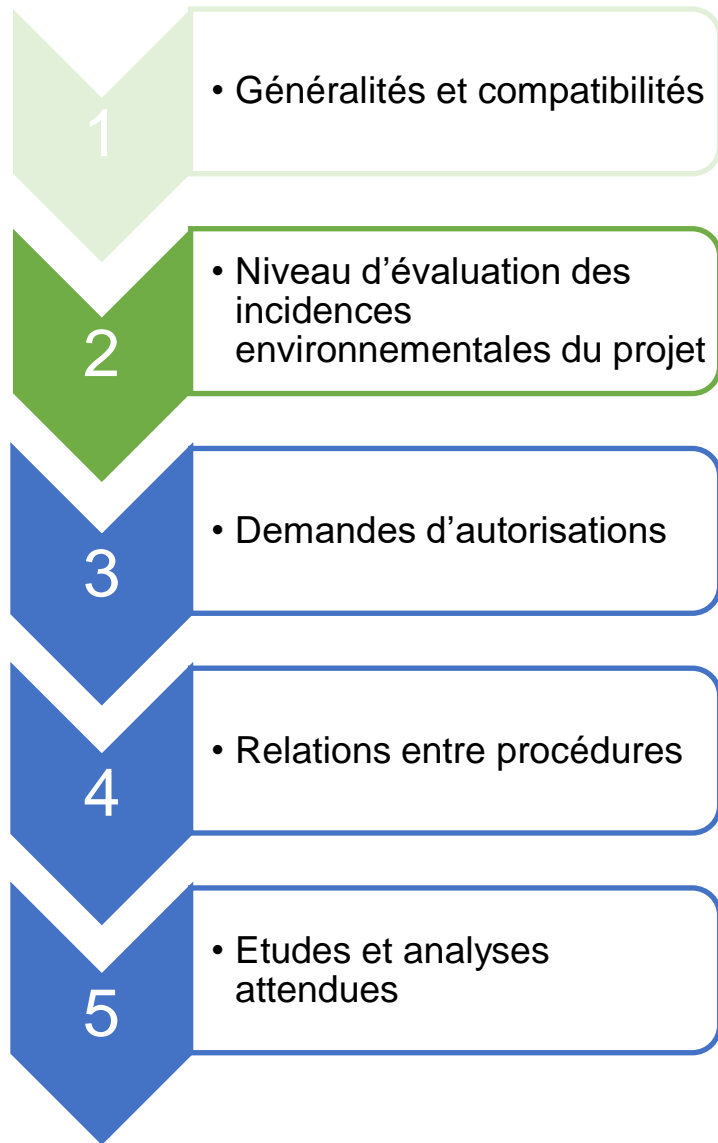 1
• Généralités et compatibilités
2
• Niveau d’évaluation des
incidences
environnementales du projet
3
• Demandes d’autorisations
4
• Relations entre procédures
5
• Etudes et analyses
attendues